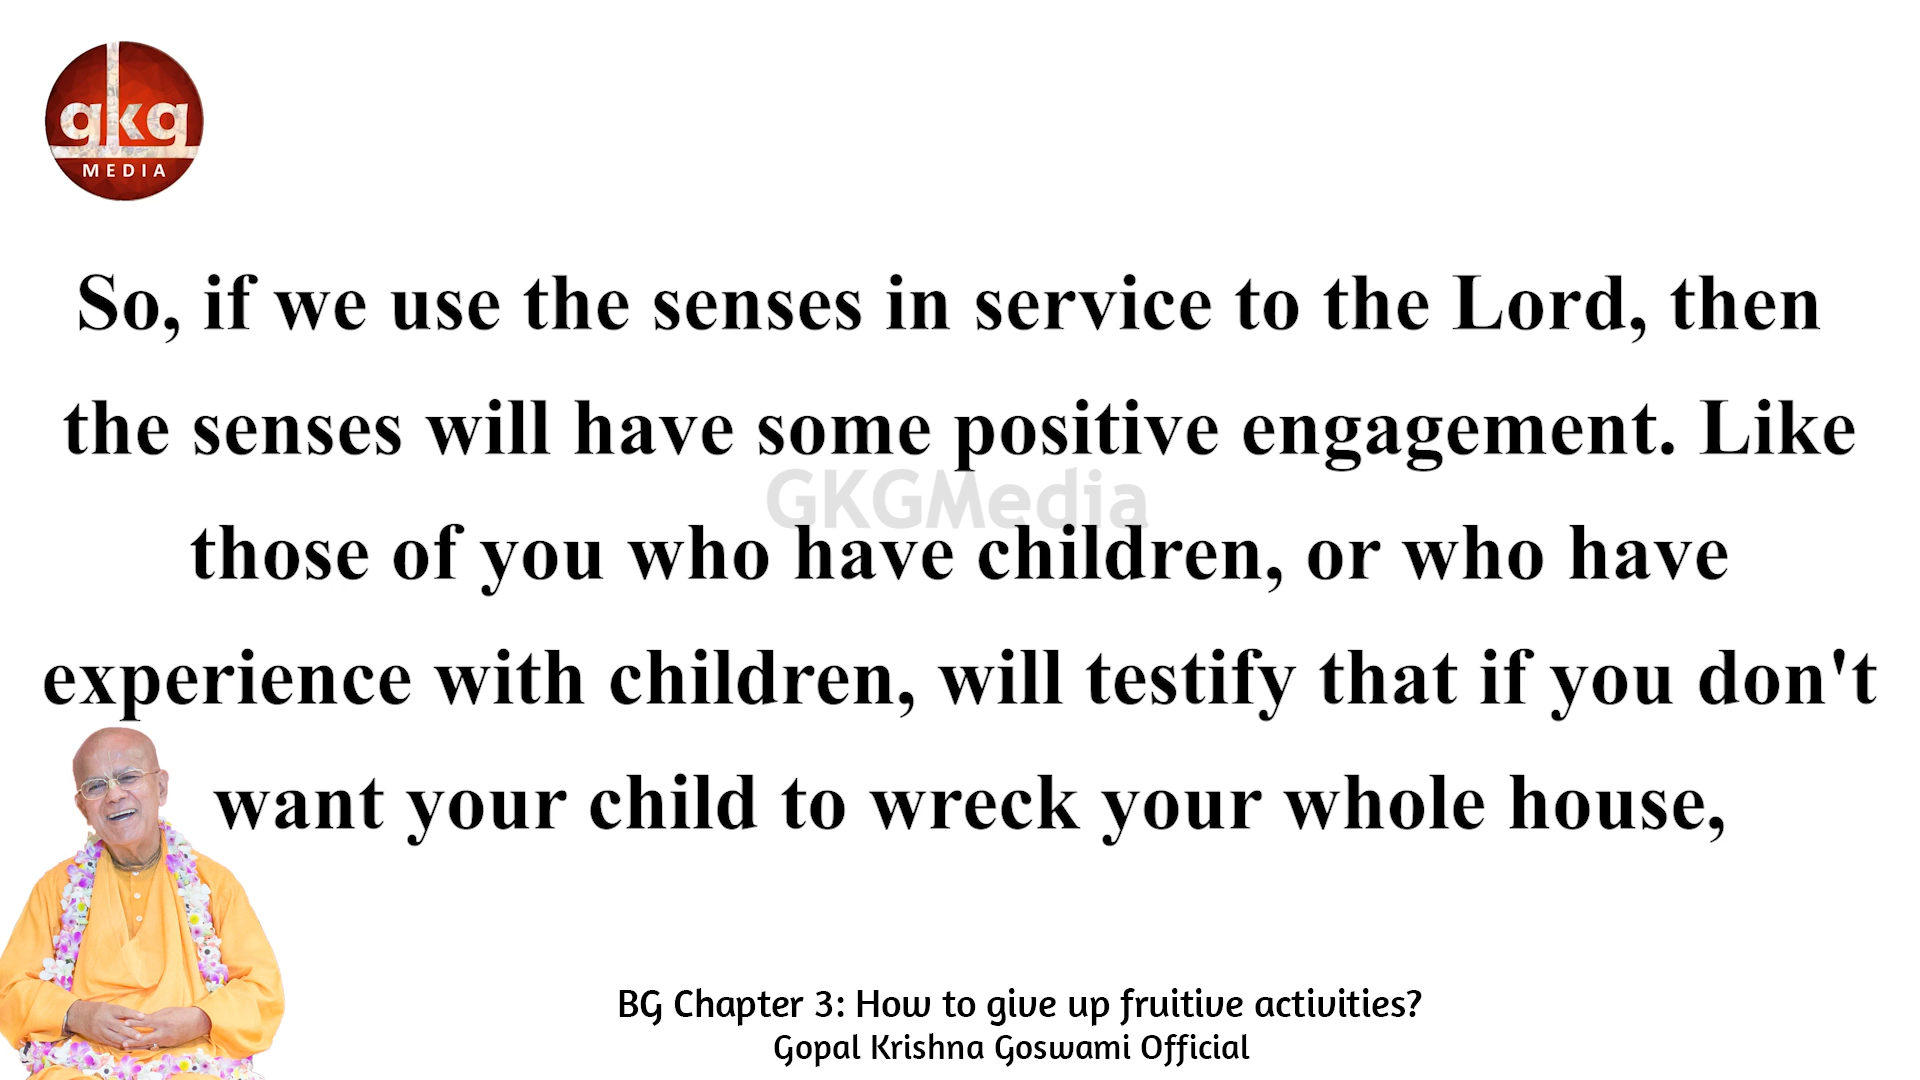 gkg
MEDIA
So, if we use the senses in service to the Lord, then
the senses will have some positive engagement. Like
GKGMedia
those of you who have children, or who have
experience with children, will testify that if you don't
want your child to wreck your whole house,
BG Chapter 3: How to give up fruitive activities?
Gopal Krishna Goswami Official